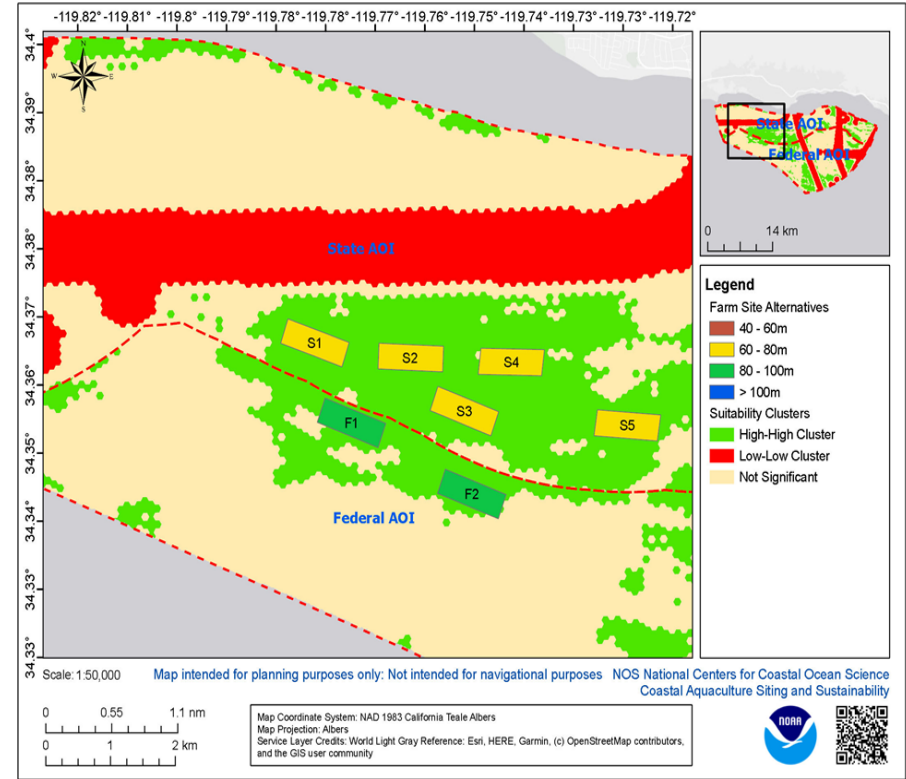 -119.82° -119.81° -119.8° -119.79° -119.78° -119.77° -119.76° -119.75° -119.74° -119.73° -119.73° -119.72°
34.4°
34.39°
34.38°
34.38°
34.37°
34.36°
34.35°
34.34°
34.33°
34.33°
N
W E
S
State AOI
S1
S2
S4
S3
S5
F1
F2
Federal AOI
State AOI
Federal AOI
0 14 km
Legend
Farm Site Alternatives
40 - 60m
60 - 80m
80 - 100m
> 100m
Suitability Clusters
High-High Cluster
Low-Low Cluster
Not Significant
Scale: 1:50,000
Map intended for planning purposes only: Not intended for navigational purposes NOS National Centers for Coastal Ocean Science
Coastal Aquaculture Siting and Sustainability
0 0.55 1.1 nm
0 1 2 km
Map Coordinate System: NAD 1983 California Teale Albers
Map Projection: Albers
Service Layer Credits: World Light Gray Reference: Esri, HERE, Garmin, (c) OpenStreetMap contributors,
and the GIS user community
NOAA